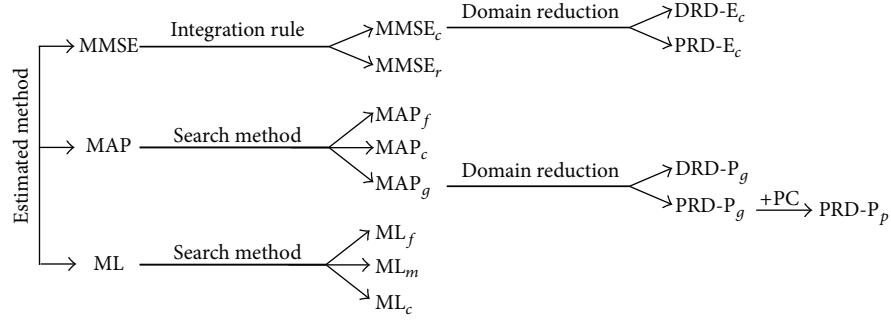 Estimated method
MMSE
Integration rule
MMSE_c
MMSE_r
Domain reduction
DRD-E_c
PRD-E_c
MAP
Search method
MAP_f
MAP_c
MAP_g
Domain reduction
DRD-P_g
PRD-P_g
+PC
PRD-P_p
ML
Search method
ML_f
ML_m
ML_c